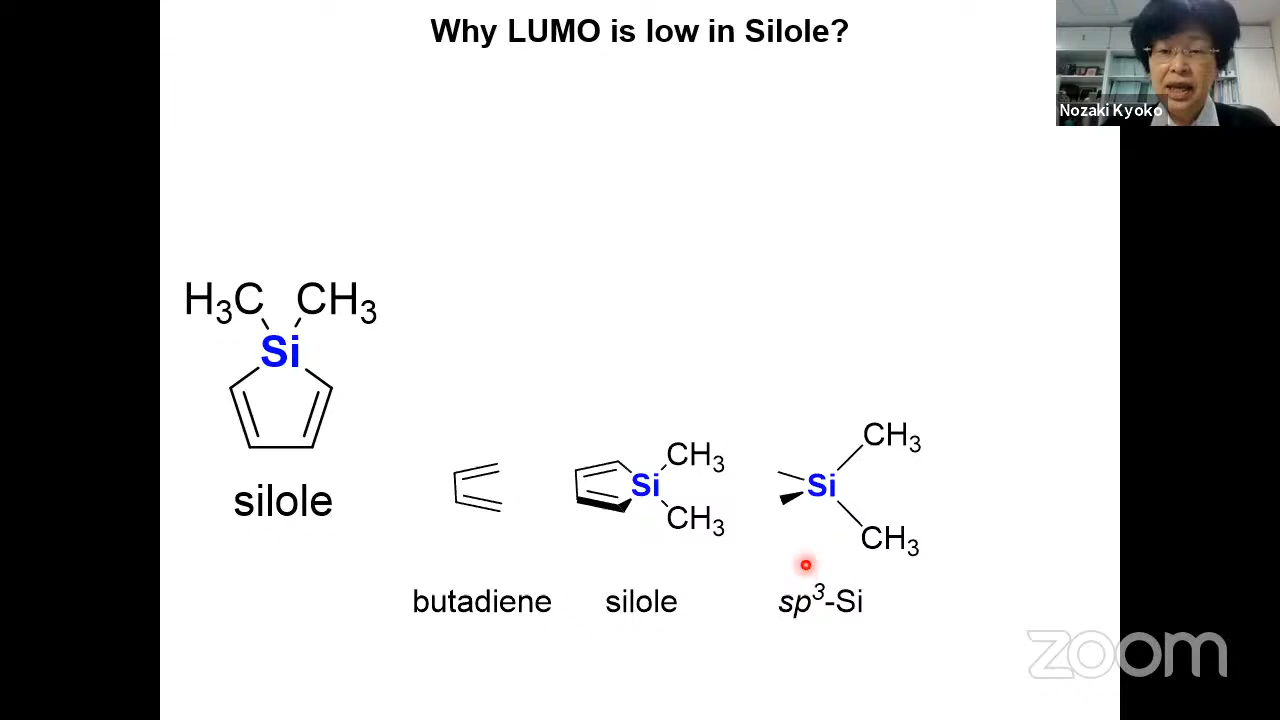 Why LUMO is low in Silole?
Nozaki Kyoko
H₃C CH₃
Si
silole
CH₃
Si
CH₃
CH₃
Si
CH₃
butadiene silole sp³-Si
zoom